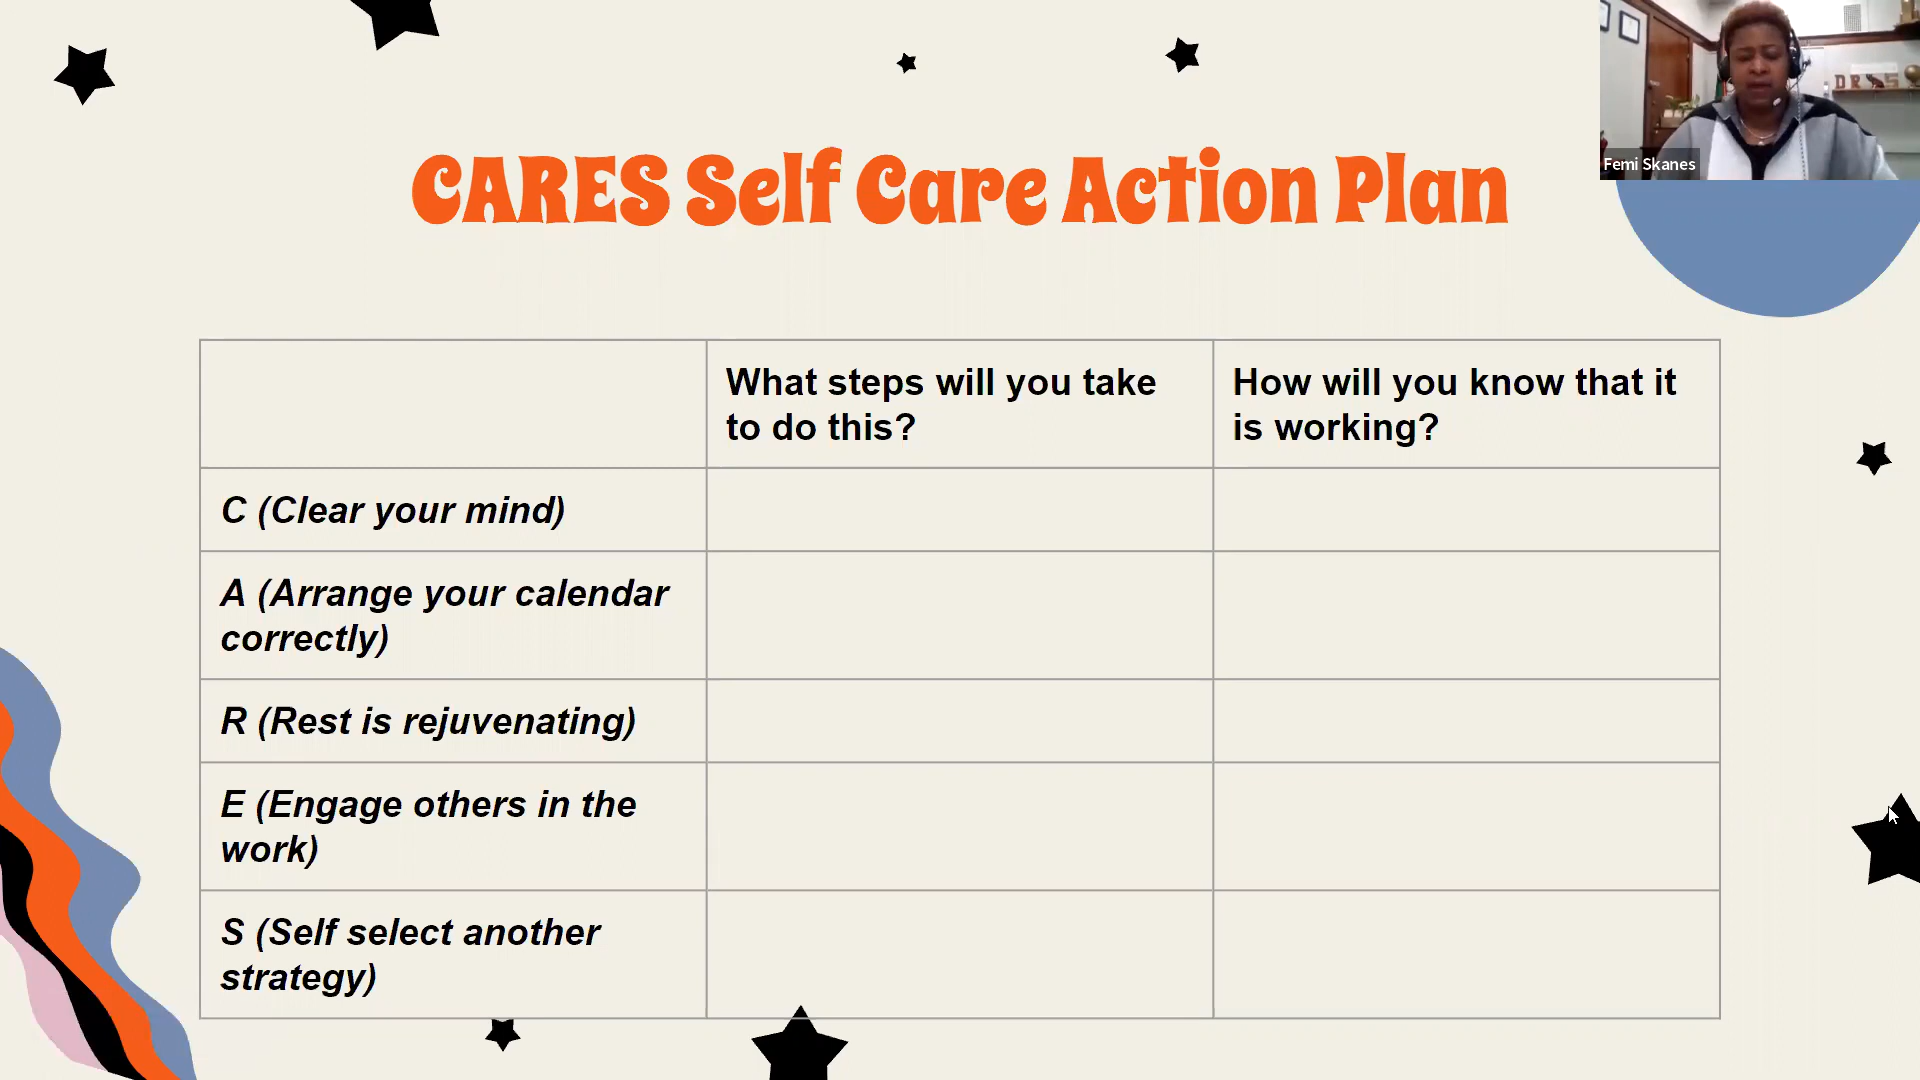 CARES Self Care Action Plan
Femi Skanes
DR S
What steps will you take
to do this?
How will you know that it
is working?
C (Clear your mind)
A (Arrange your calendar
correctly)
R (Rest is rejuvenating)
E (Engage others in the
work)
S (Self select another
strategy)